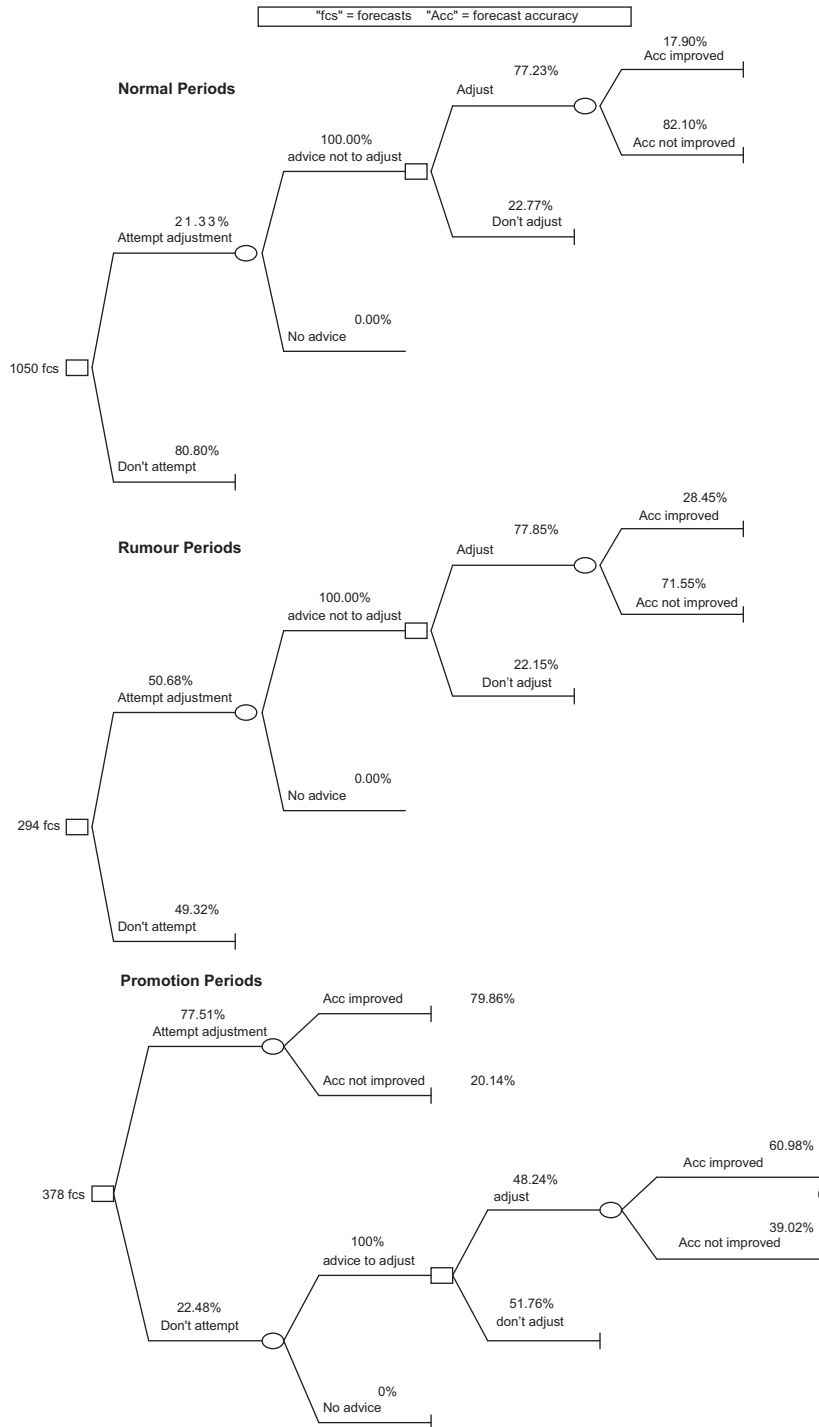 "fcs" = forecasts "Acc" = forecast accuracy
Normal Periods
17.90%
Acc improved
77.23%
Adjust
82.10%
Acc not improved
100.00%
advice not to adjust
22.77%
Don't adjust
21.33%
Attempt adjustment
0.00%
No advice
1050 fcs
80.80%
Don't attempt
Rumour Periods
28.45%
Acc improved
77.85%
Adjust
71.55%
Acc not improved
100.00%
advice not to adjust
22.15%
Don't adjust
50.68%
Attempt adjustment
0.00%
No advice
294 fcs
49.32%
Don't attempt
Promotion Periods
Acc improved 79.86%
77.51%
Attempt adjustment
Acc not improved 20.14%
60.98%
Acc improved
48.24%
adjust
378 fcs
39.02%
Acc not improved
100%
advice to adjust
51.76%
don't adjust
22.48%
Don't attempt
0%
No advice